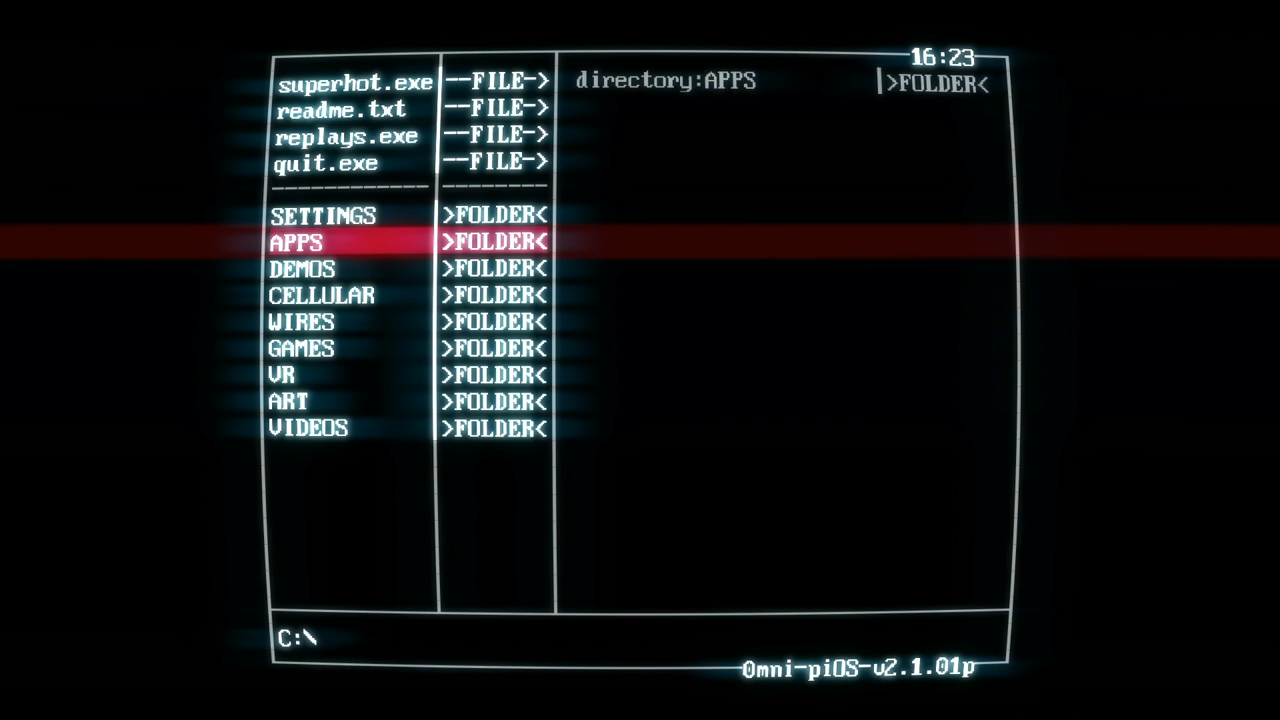 16:23
superhot.exe --FILE-> directory:APPS |>FOLDER<
readme.txt --FILE->
replays.exe --FILE->
quit.exe --FILE->
------------ --------
SETTINGS >FOLDER<
APPS >FOLDER<
DEMOS >FOLDER<
CELLULAR >FOLDER<
WIRES >FOLDER<
GAMES >FOLDER<
VR >FOLDER<
ART >FOLDER<
VIDEOS >FOLDER<
C:\
0mni-piOS-v2.1.01p